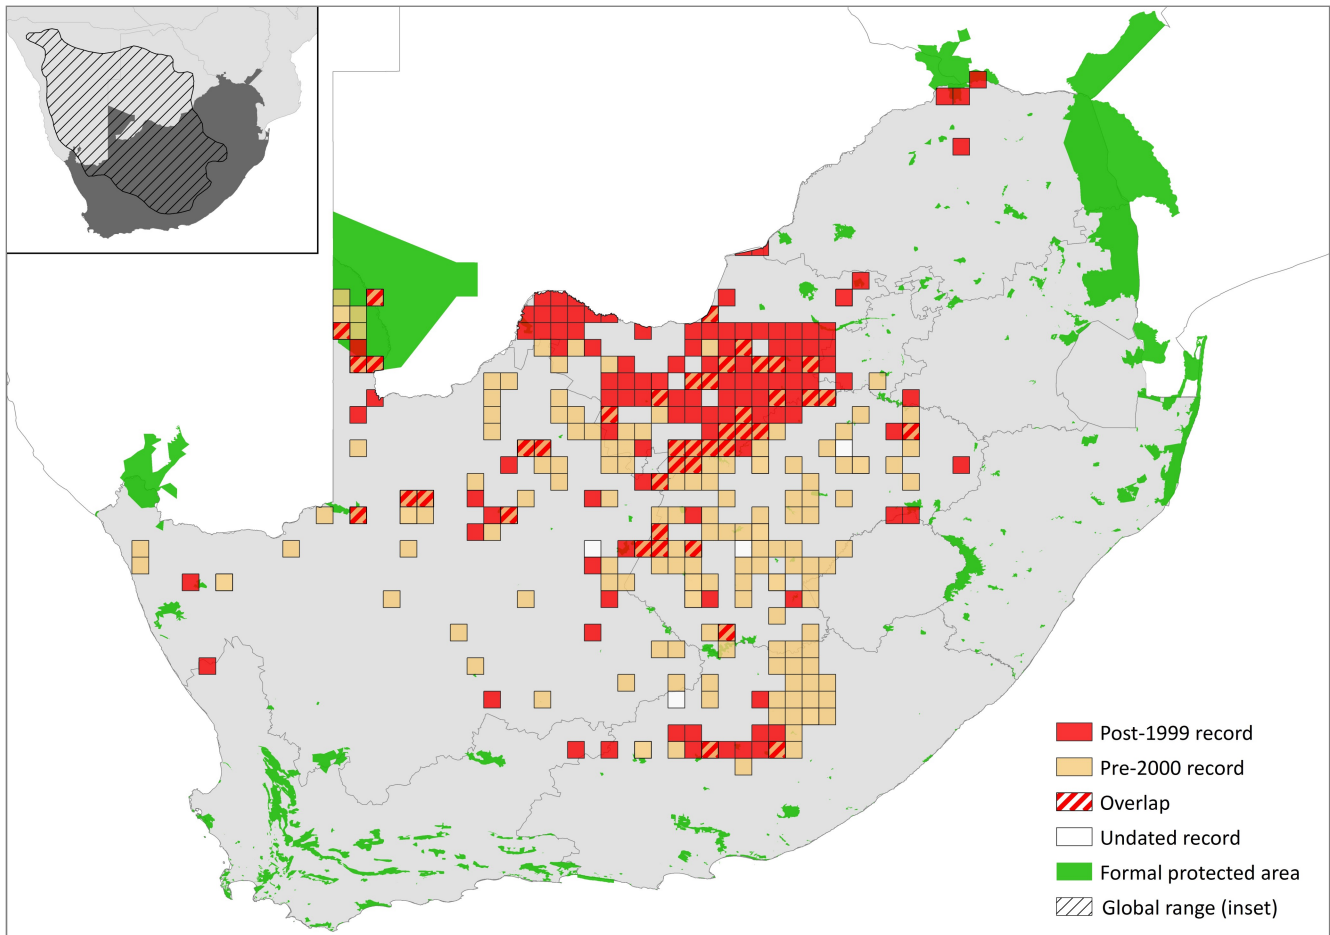 Post-1999 record
Pre-2000 record
Overlap
Undated record
Formal protected area
Global range (inset)